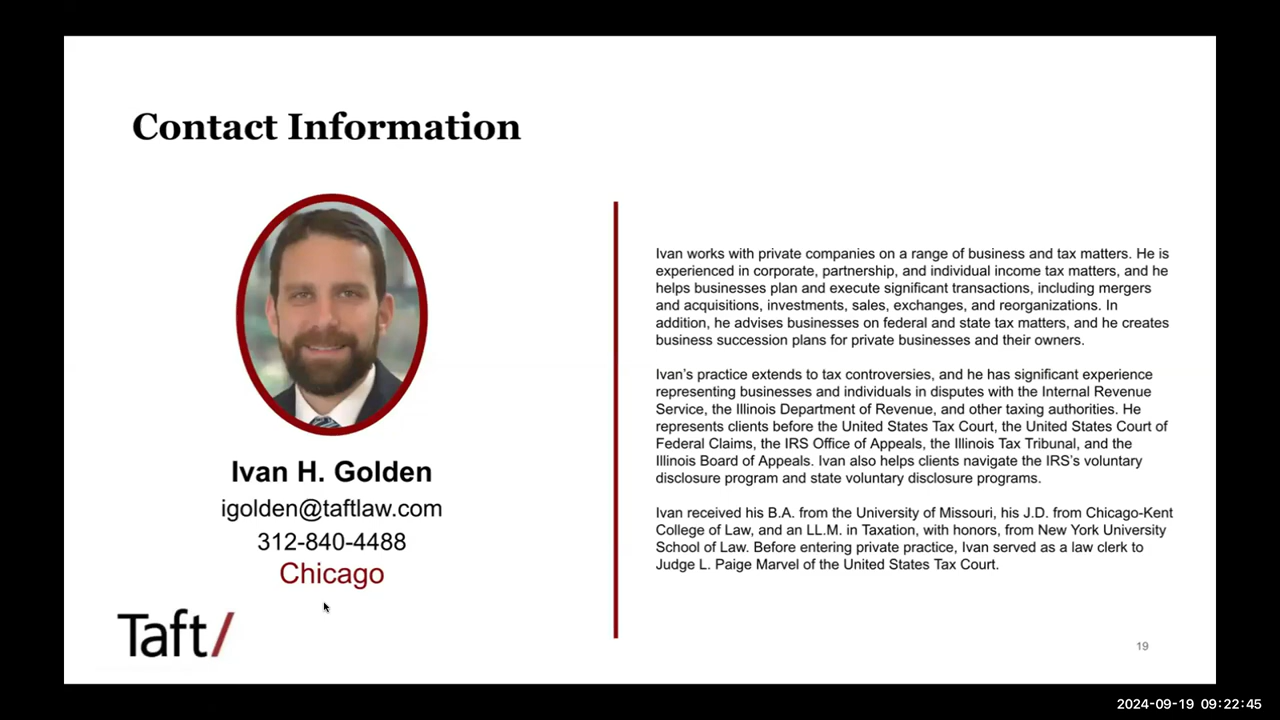 Contact Information
Ivan H. Golden
igolden@taftlaw.com
312-840-4488
Chicago
Taft/
Ivan works with private companies on a range of business and tax matters. He is
experienced in corporate, partnership, and individual income tax matters, and he
helps businesses plan and execute significant transactions, including mergers
and acquisitions, investments, sales, exchanges, and reorganizations. In
addition, he advises businesses on federal and state tax matters, and he creates
business succession plans for private businesses and their owners.
Ivan’s practice extends to tax controversies, and he has significant experience
representing businesses and individuals in disputes with the Internal Revenue
Service, the Illinois Department of Revenue, and other taxing authorities. He
represents clients before the United States Tax Court, the United States Court of
Federal Claims, the IRS Office of Appeals, the Illinois Tax Tribunal, and the
Illinois Board of Appeals. Ivan also helps clients navigate the IRS’s voluntary
disclosure program and state voluntary disclosure programs.
Ivan received his B.A. from the University of Missouri, his J.D. from Chicago-Kent
College of Law, and an LL.M. in Taxation, with honors, from New York University
School of Law. Before entering private practice, Ivan served as a law clerk to
Judge L. Paige Marvel of the United States Tax Court.
19
2024-09-19 09:22:45